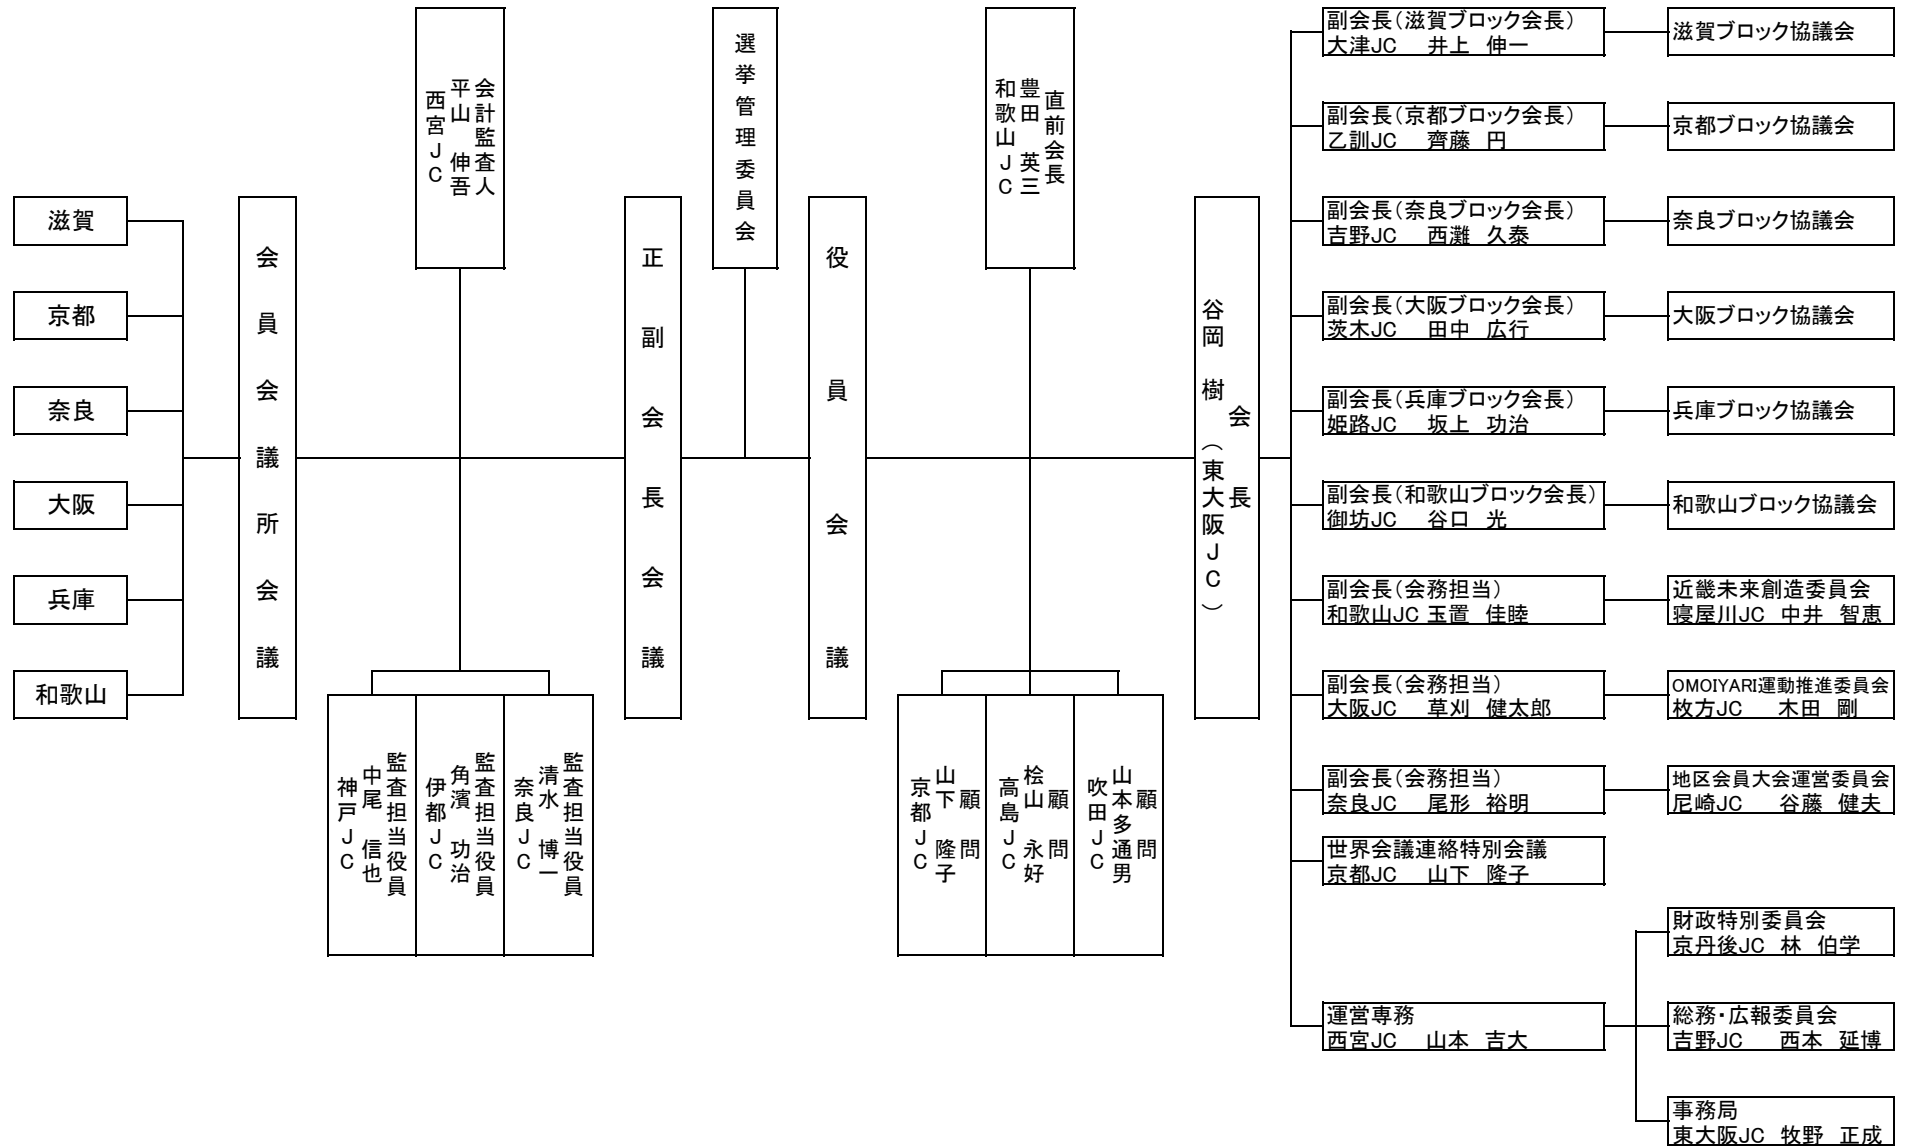 滋賀
京都
奈良
大阪
兵庫
和歌山
会員会議所会議
会計監査人
平山　伸吾
西宮JC
監査担当役員
中尾　信也
神戸JC
監査担当役員
角濱　功治
伊都JC
監査担当役員
清水　博一
奈良JC
正副会長会議
選挙管理委員会
役員会議
直前会長
豊田　英三
和歌山JC
顧問
山下　隆子
京都JC
顧問
桧山　永好
高島JC
顧問
山本多通男
吹田JC
会長
谷岡　樹（東大阪JC）
副会長（滋賀ブロック会長）
大津JC　井上　伸一
滋賀ブロック協議会
副会長（京都ブロック会長）
乙訓JC　齊藤　円
京都ブロック協議会
副会長（奈良ブロック会長）
吉野JC　西灘　久泰
奈良ブロック協議会
副会長（大阪ブロック会長）
茨木JC　田中　広行
大阪ブロック協議会
副会長（兵庫ブロック会長）
姫路JC　坂上　功治
兵庫ブロック協議会
副会長（和歌山ブロック会長）
御坊JC　谷口　光
和歌山ブロック協議会
副会長（会務担当）
和歌山JC 玉置　佳睦
近畿未来創造委員会
寝屋川JC　中井　智恵
副会長（会務担当）
大阪JC　草刈　健太郎
OMOIYARI運動推進委員会
枚方JC　木田　剛
副会長（会務担当）
奈良JC　尾形　裕明
地区会員大会運営委員会
尼崎JC　谷藤　健夫
世界会議連絡特別会議
京都JC　山下　隆子
運営専務
西宮JC　山本　吉大
財政特別委員会
京丹後JC　林　伯学
総務・広報委員会
吉野JC　西本　延博
事務局
東大阪JC　牧野　正成